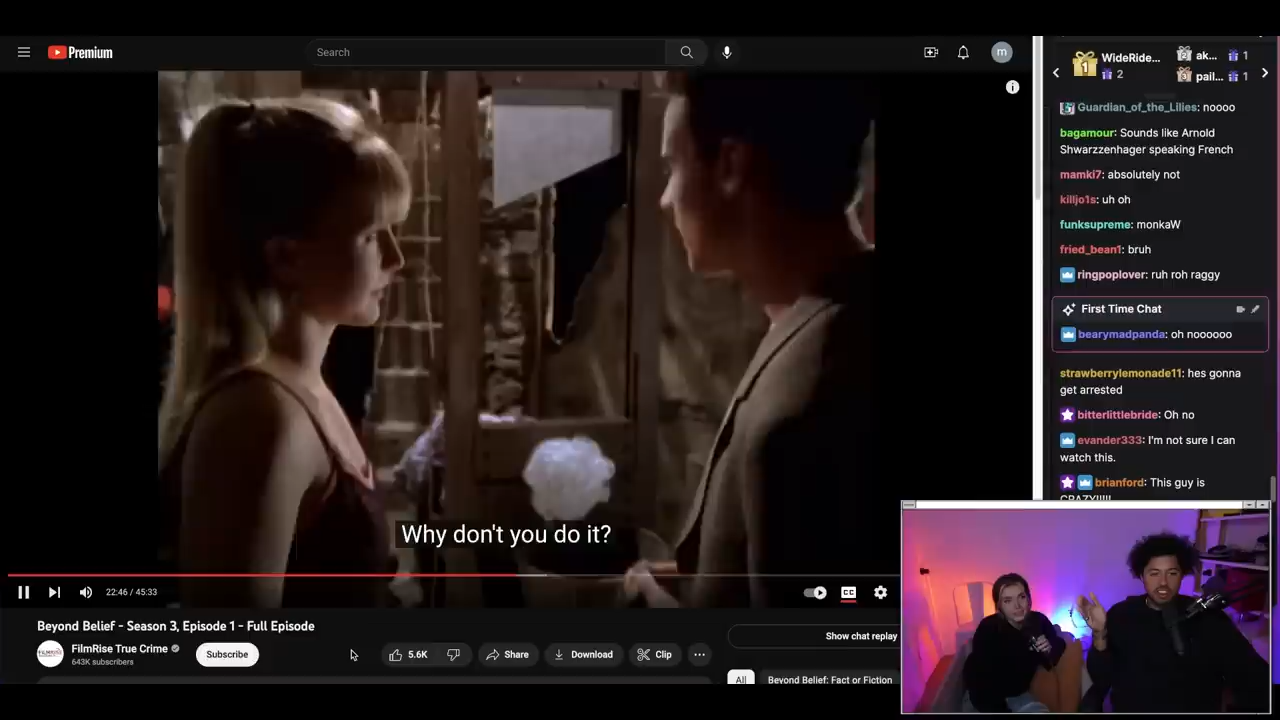 Premium
Search
m
WideRide...
2
ak...
1
pail...
1
Guardian_of_the_Lilies: noooo
bagamour: Sounds like Arnold
Shwarzzenhager speaking French
mamki7: absolutely not
killjo1s: uh oh
funksupreme: monkaW
fried_bean1: bruh
ringpoplover: ruh roh raggy
First Time Chat
bearymadpanda: oh noooooo
strawberrylemonade11: hes gonna
get arrested
bitterlittlebride: Oh no
evander333: I'm not sure I can
watch this.
brianford: This guy is
CRAZY!!!!!
Why don't you do it?
22:46 / 45:33
CC
Beyond Belief - Season 3, Episode 1 - Full Episode
FilmRise True Crime
643K subscribers
Subscribe
5.6K
Share
Download
Clip
Show chat replay
All
Beyond Belief: Fact or Fiction